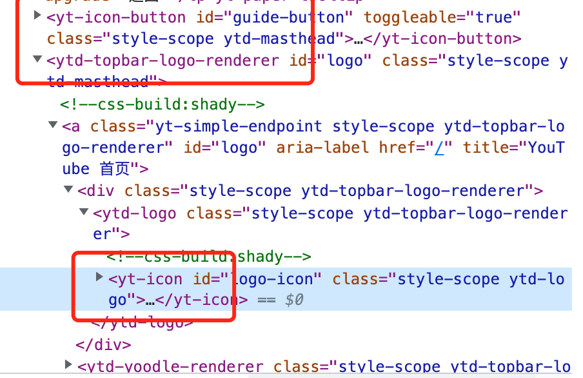 <yt-icon-button id="guide-button" toggleable="true"
class="style-scope ytd-masthead">…</yt-icon-button>
<ytd-topbar-logo-renderer id="logo" class="style-scope y
td-masthead">
<!--css-build:shady-->
<a class="yt-simple-endpoint style-scope ytd-topbar-lo
go-renderer" id="logo" aria-label href="/" title="YouT
ube 首页">
<div class="style-scope ytd-topbar-logo-renderer">
<ytd-logo class="style-scope ytd-topbar-logo-render
er">
<!--css-build:shady-->
<yt-icon id="logo-icon" class="style-scope ytd-lo
go">…</yt-icon> == $0
</ytd-logo>
</div>
<ytd-yoodle-renderer class="style-scope ytd-topbar-lo